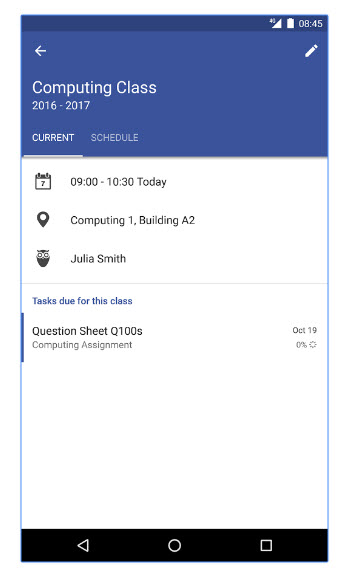 4G 08:45
Computing Class
2016 - 2017
CURRENT SCHEDULE
7 09:00 - 10:30 Today
Computing 1, Building A2
Julia Smith
Tasks due for this class
Question Sheet Q100s Oct 19
Computing Assignment 0%